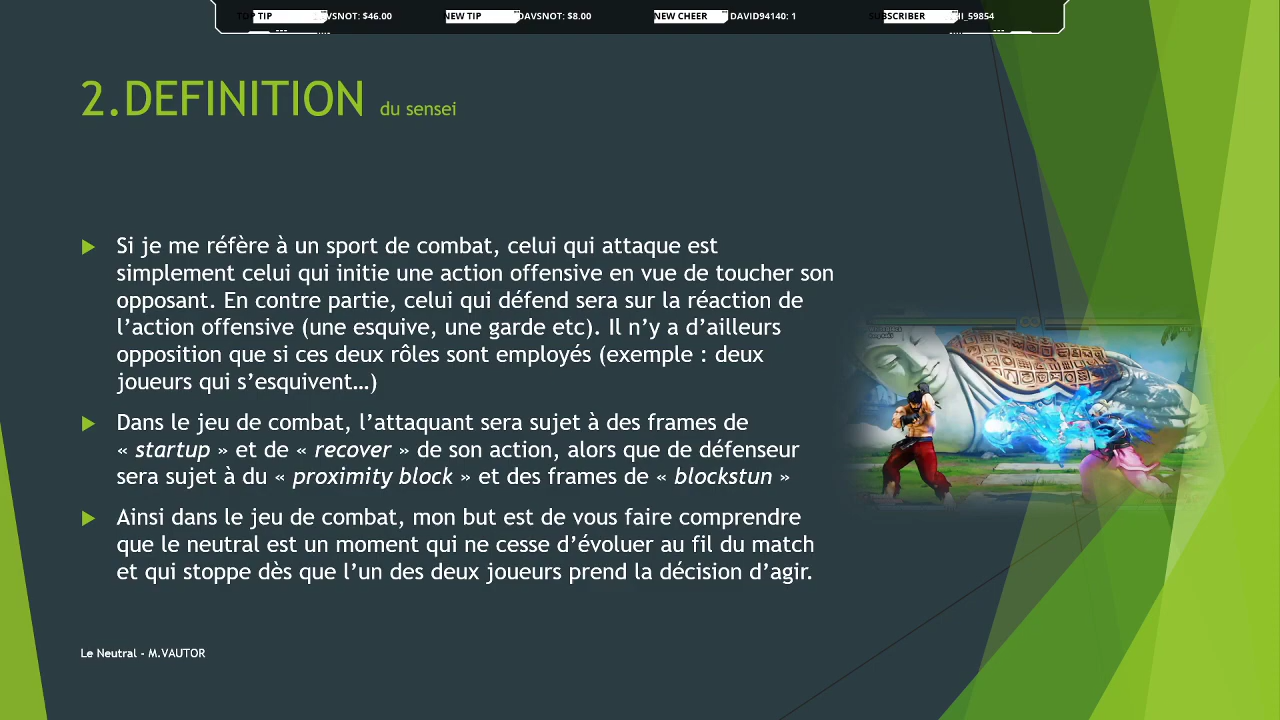 TOP TIP VSNOT: $46.00 NEW TIP DAVSNOT: $8.00 NEW CHEER DAVID94140: 1 SUBSCRIBER HI_59854
2.DEFINITION du sensei
Si je me réfère à un sport de combat, celui qui attaque est
simplement celui qui initie une action offensive en vue de toucher son
opposant. En contre partie, celui qui défend sera sur la réaction de
l’action offensive (une esquive, une garde etc). Il n’y a d’ailleurs
opposition que si ces deux rôles sont employés (exemple : deux
joueurs qui s’esquivent…)
Dans le jeu de combat, l’attaquant sera sujet à des frames de
« startup » et de « recover » de son action, alors que de défenseur
sera sujet à du « proximity block » et des frames de « blockstun »
Ainsi dans le jeu de combat, mon but est de vous faire comprendre
que le neutral est un moment qui ne cesse d’évoluer au fil du match
et qui stoppe dès que l’un des deux joueurs prend la décision d’agir.
Le Neutral - M.VAUTOR